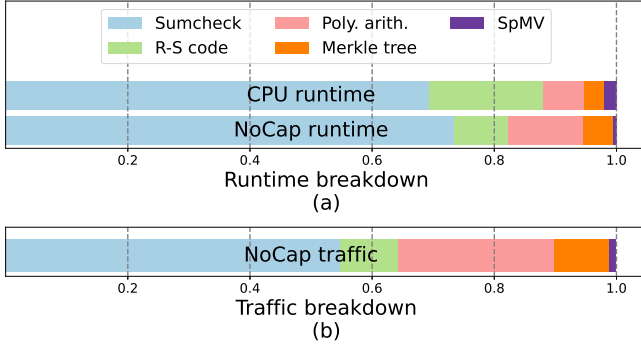 Sumcheck Poly. arith. SpMV
R-S code Merkle tree
CPU runtime
NoCap runtime
0.2 0.4 0.6 0.8 1.0
Runtime breakdown
(a)
NoCap traffic
0.2 0.4 0.6 0.8 1.0
Traffic breakdown
(b)